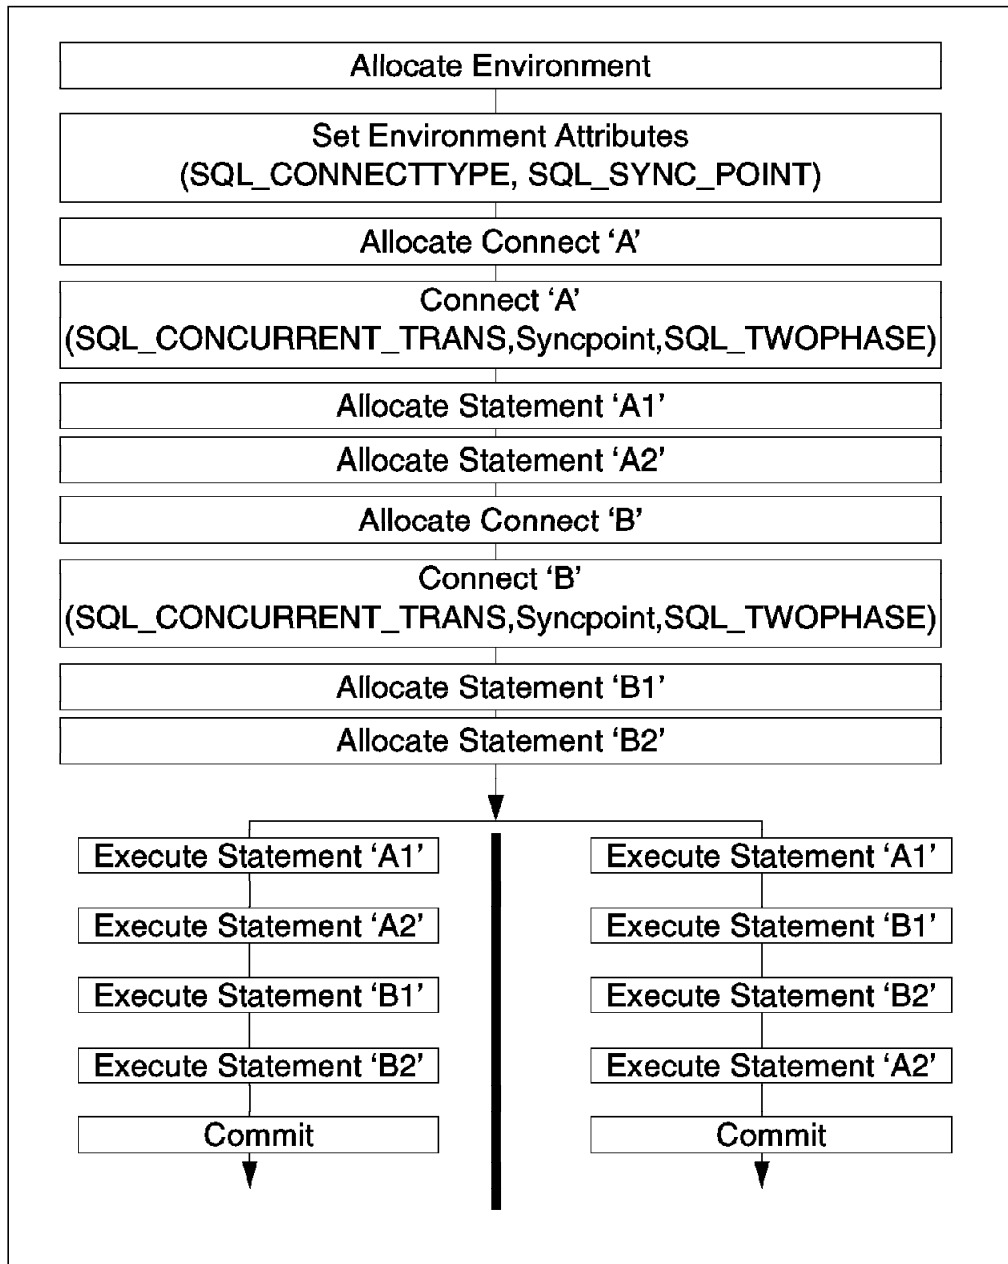 Allocate Environment
Set Environment Attributes
(SQL_CONNECTTYPE, SQL_SYNC_POINT)
Allocate Connect ‘A’
Connect ‘A’
(SQL_CONCURRENT_TRANS,Syncpoint,SQL_TWOPHASE)
Allocate Statement ‘A1’
Allocate Statement ‘A2’
Allocate Connect ‘B’
Connect ‘B’
(SQL_CONCURRENT_TRANS,Syncpoint,SQL_TWOPHASE)
Allocate Statement ‘B1’
Allocate Statement ‘B2’
Execute Statement ‘A1’
Execute Statement ‘A2’
Execute Statement ‘B1’
Execute Statement ‘B2’
Commit
Execute Statement ‘A1’
Execute Statement ‘B1’
Execute Statement ‘B2’
Execute Statement ‘A2’
Commit